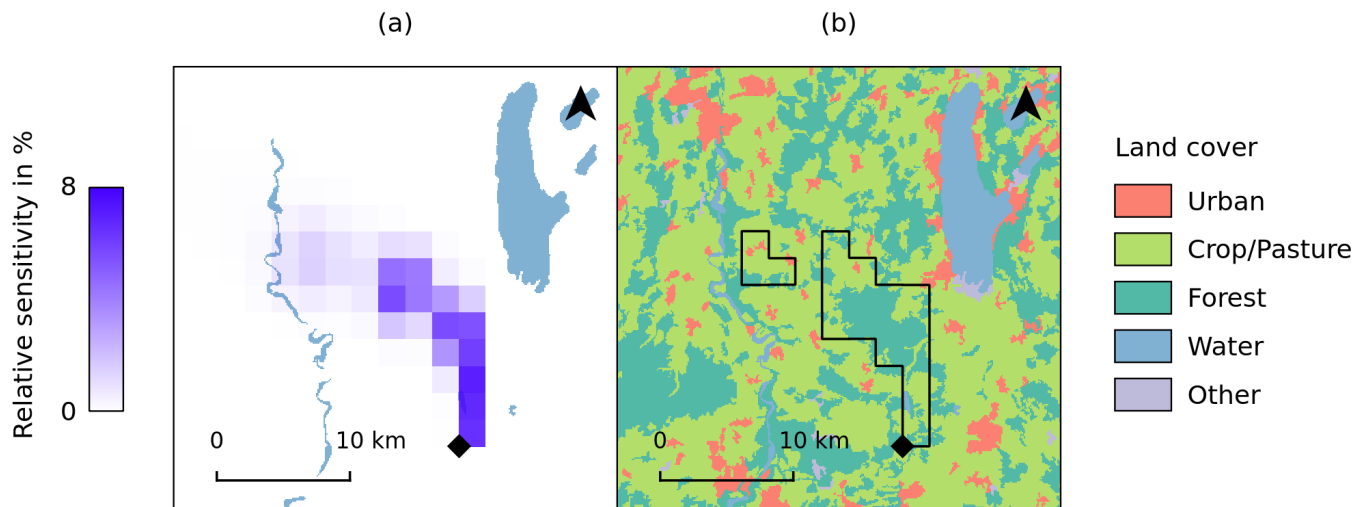 (a)
(b)
Relative sensitivity in %
8
0
0 10 km
0 10 km
Land cover
Urban
Crop/Pasture
Forest
Water
Other